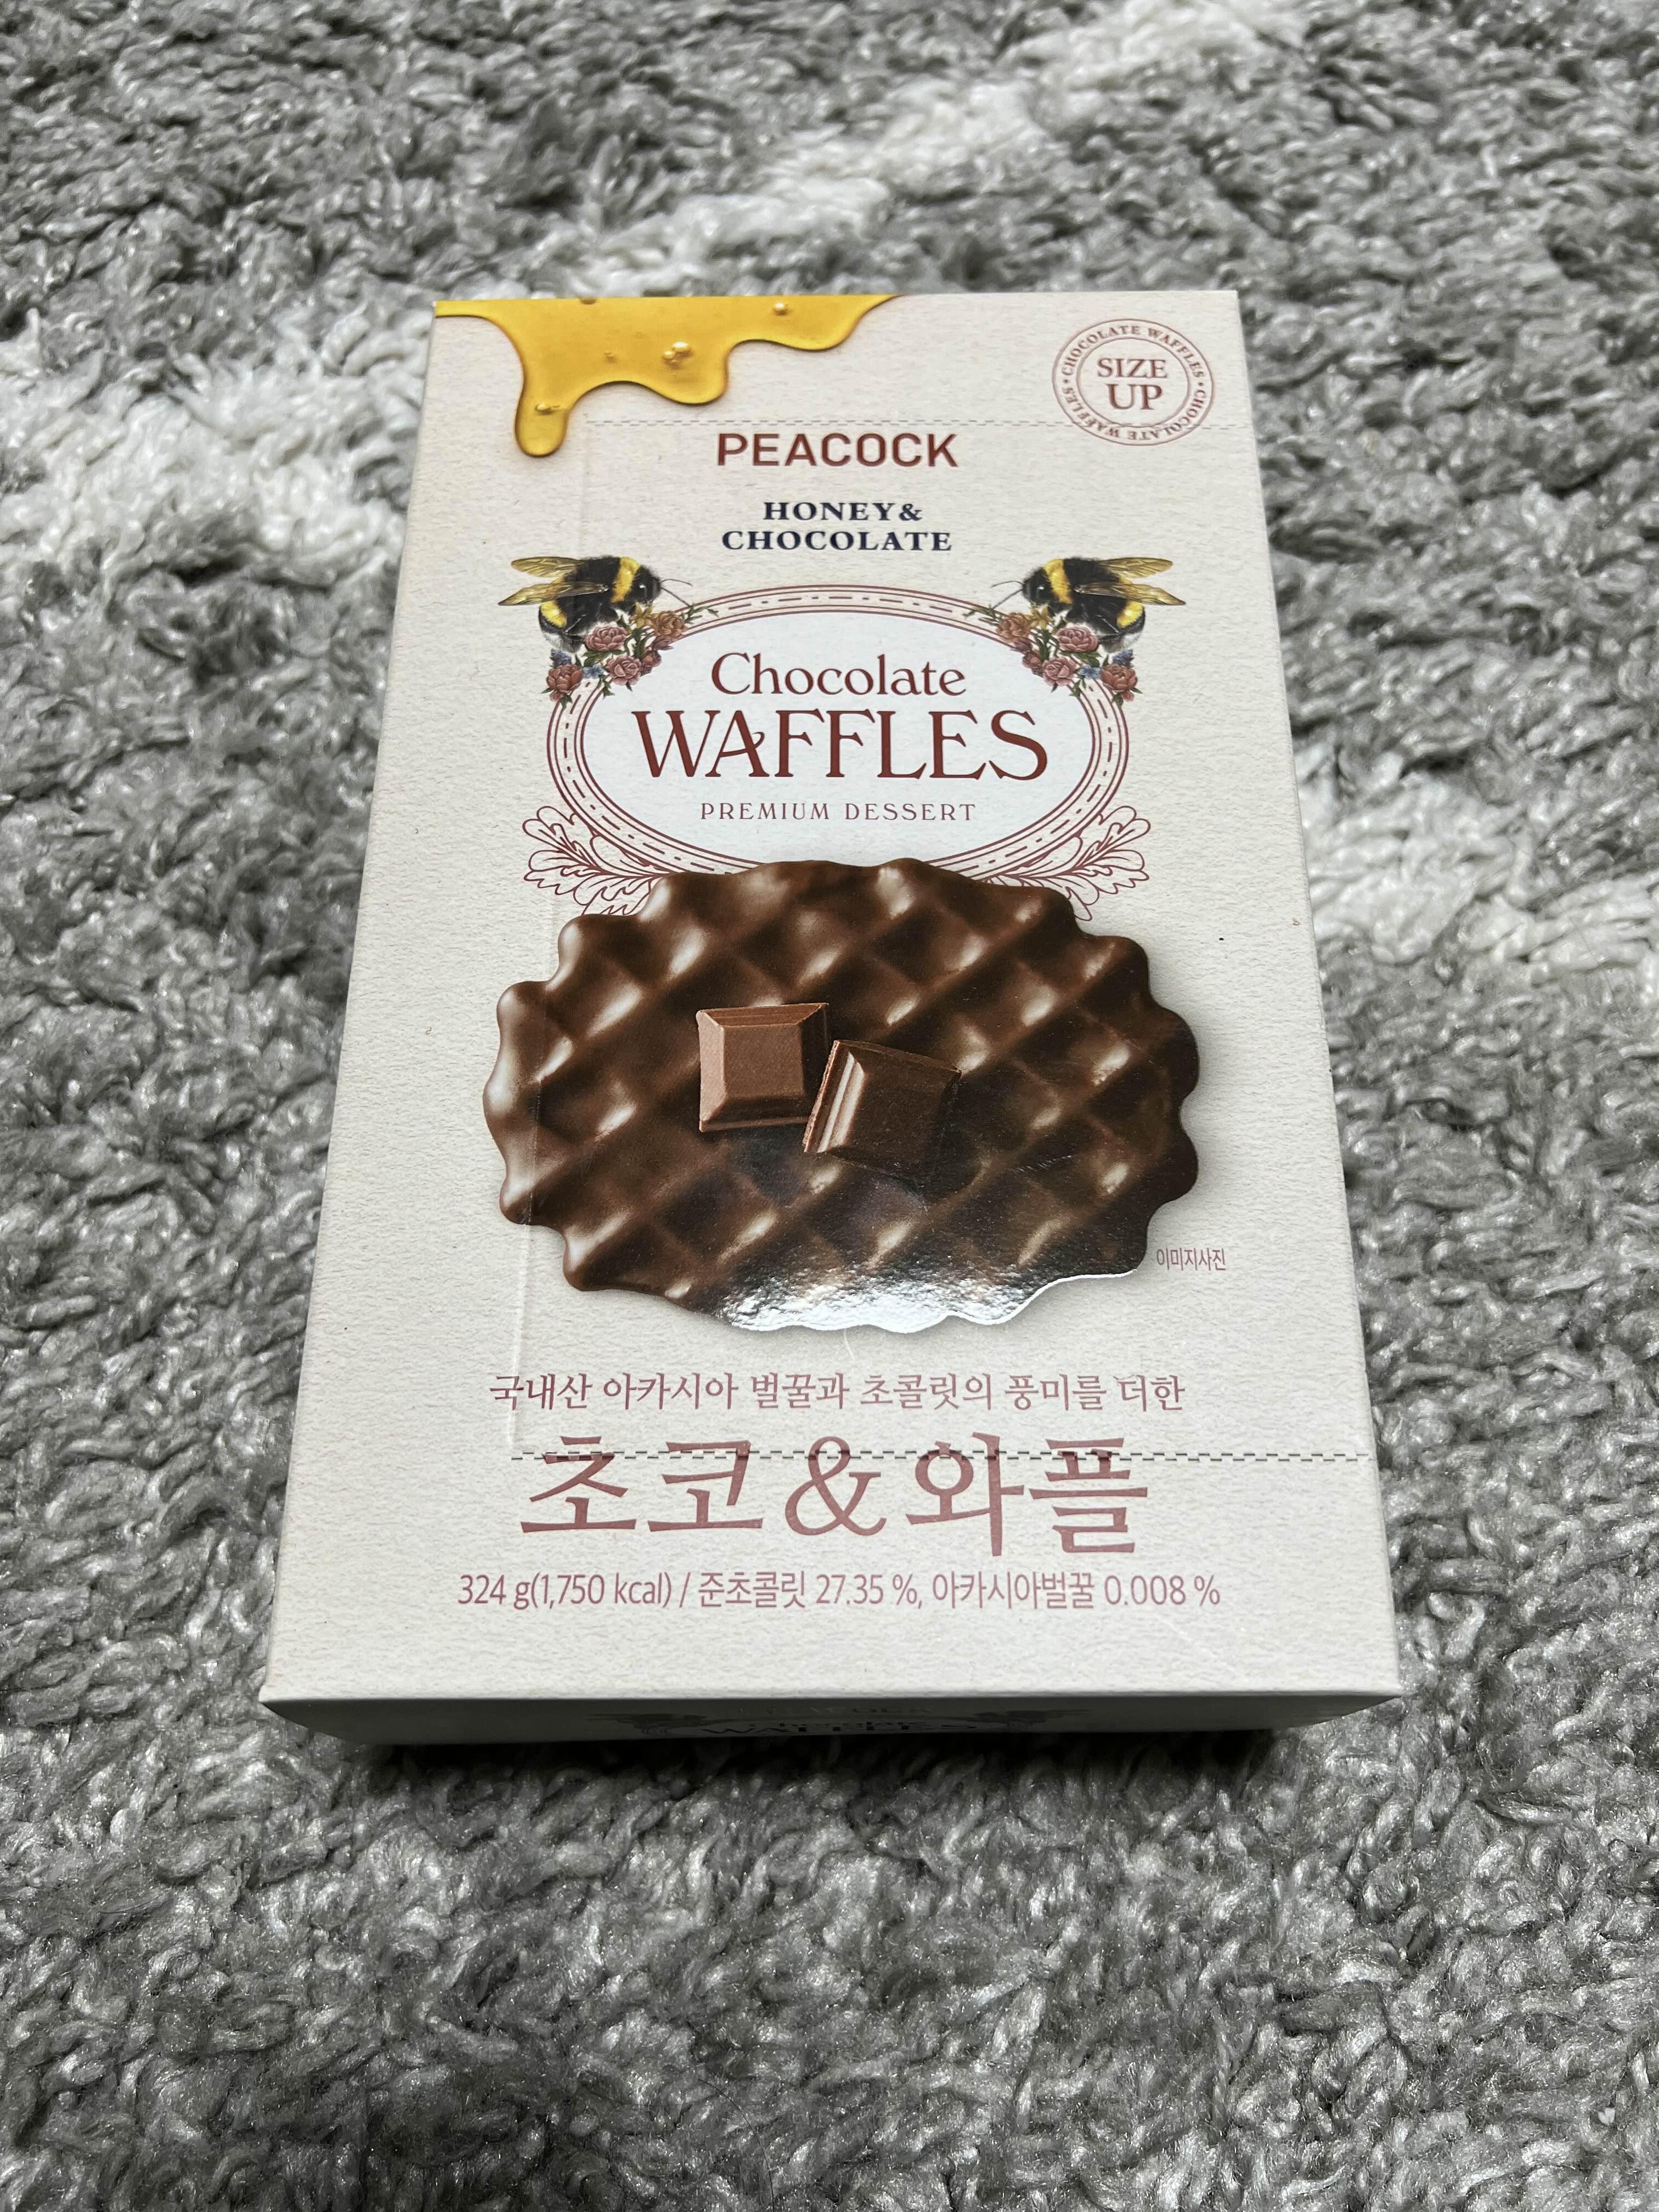 CHOCOLATE WAFFLES • CHOCOLATE WAFFLES •
SIZE
UP
PEACOCK
HONEY&
CHOCOLATE
Chocolate
WAFFLES
PREMIUM DESSERT
이미지사진
국내산 아카시아 벌꿀과 초콜릿의 풍미를 더한
초코&와플
324 g(1,750 kcal) / 준초콜릿 27.35 %, 아카시아벌꿀 0.008 %
WAFFLES